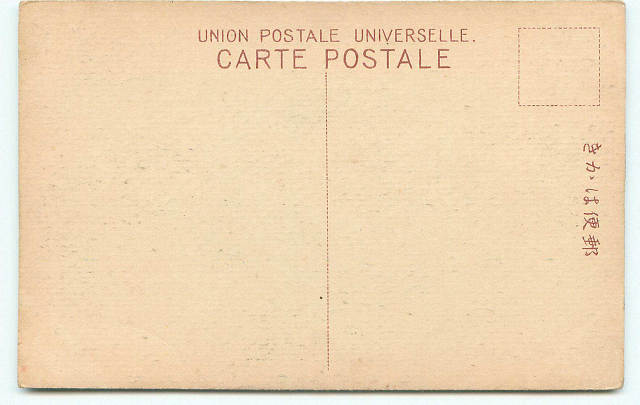 UNION POSTALE UNIVERSELLE.
CARTE POSTALE
きかは便郵